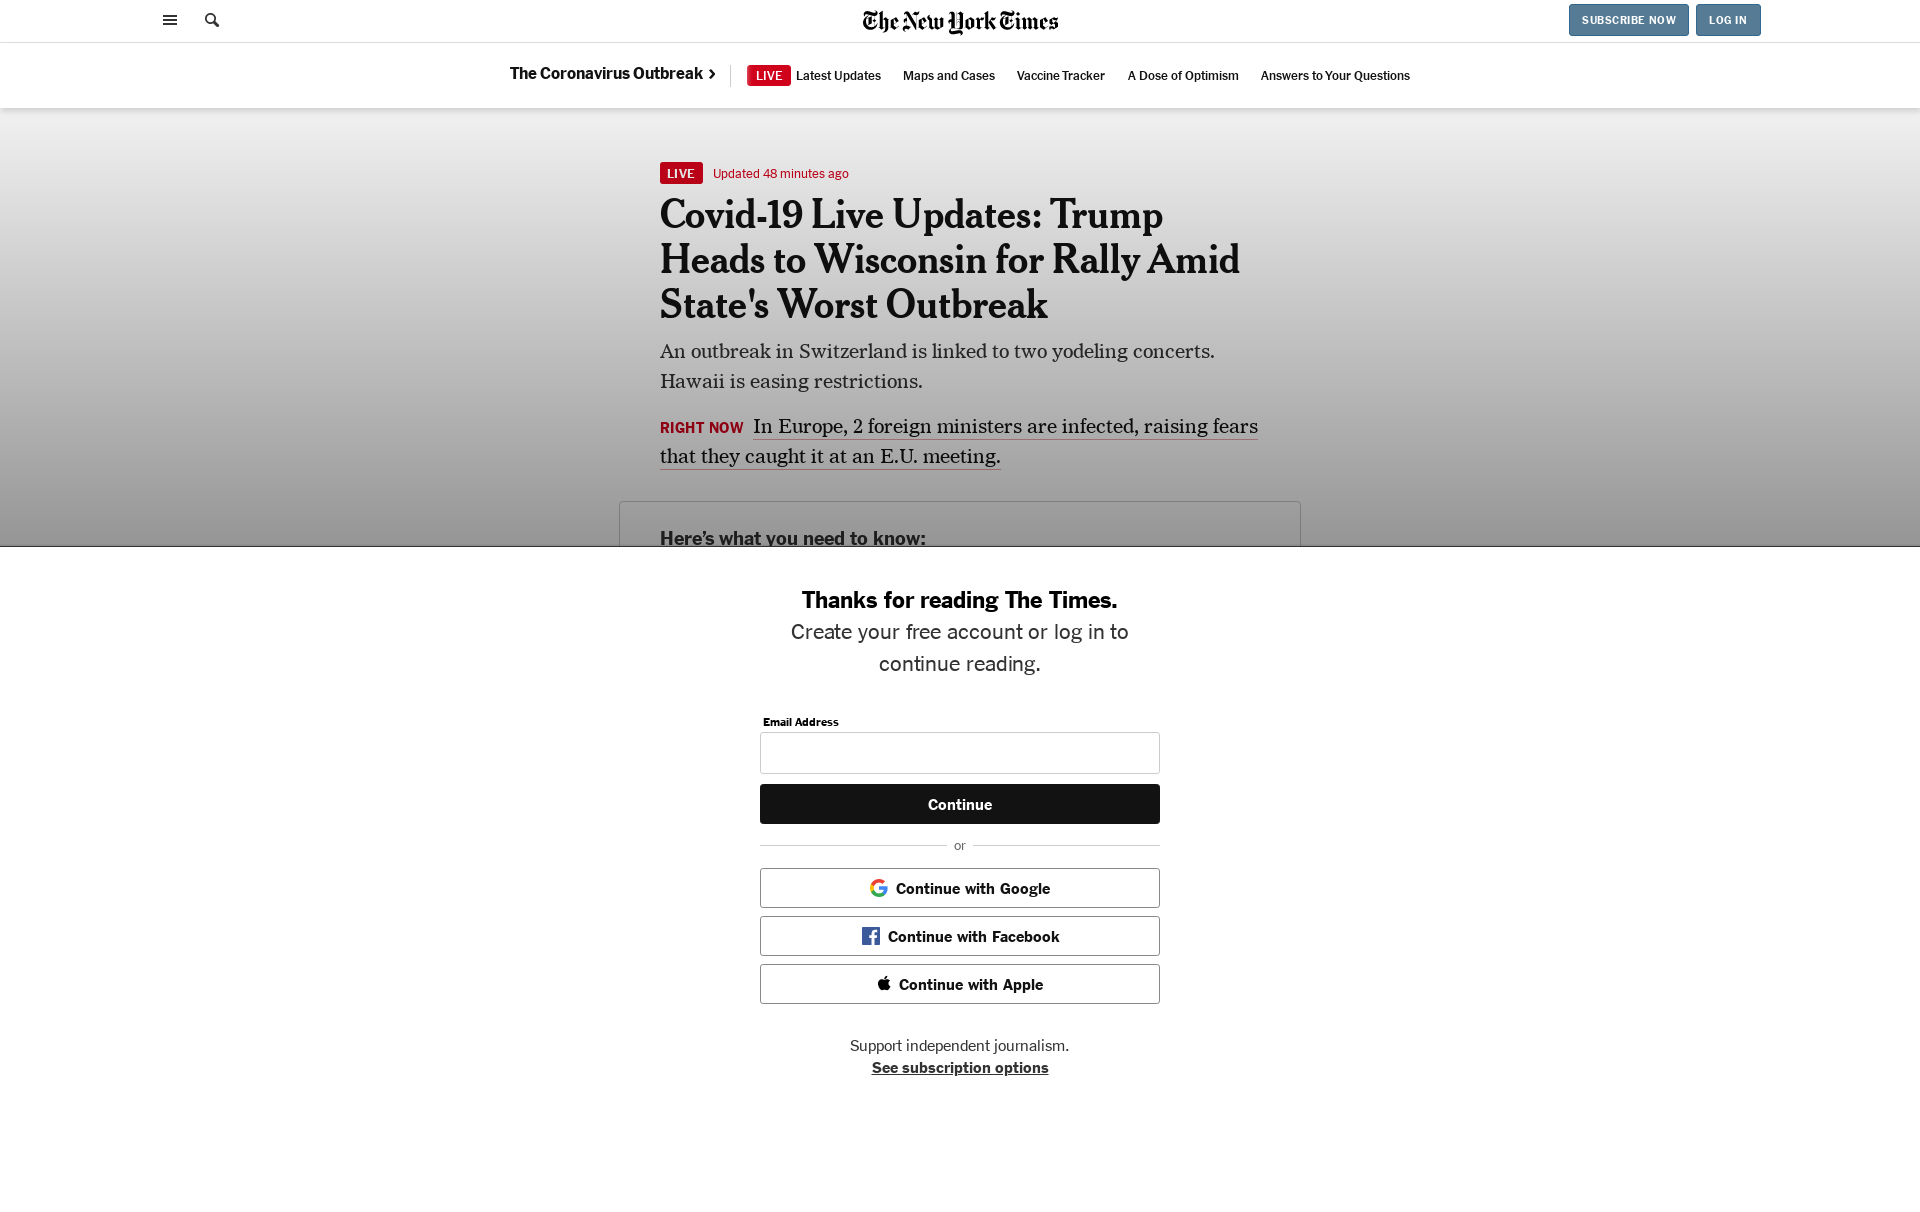 The New York Times
SUBSCRIBE NOW
LOG IN
The Coronavirus Outbreak
LIVE Latest Updates
Maps and Cases
Vaccine Tracker
A Dose of Optimism
Answers to Your Questions
LIVE Updated 48 minutes ago
Covid-19 Live Updates: Trump
Heads to Wisconsin for Rally Amid
State's Worst Outbreak
An outbreak in Switzerland is linked to two yodeling concerts.
Hawaii is easing restrictions.
RIGHT NOW In Europe, 2 foreign ministers are infected, raising fears
that they caught it at an E.U. meeting.
Here’s what you need to know:
Thanks for reading The Times.
Create your free account or log in to
continue reading.
Email Address
Continue
or
Continue with Google
Continue with Facebook
Continue with Apple
Support independent journalism.
See subscription options